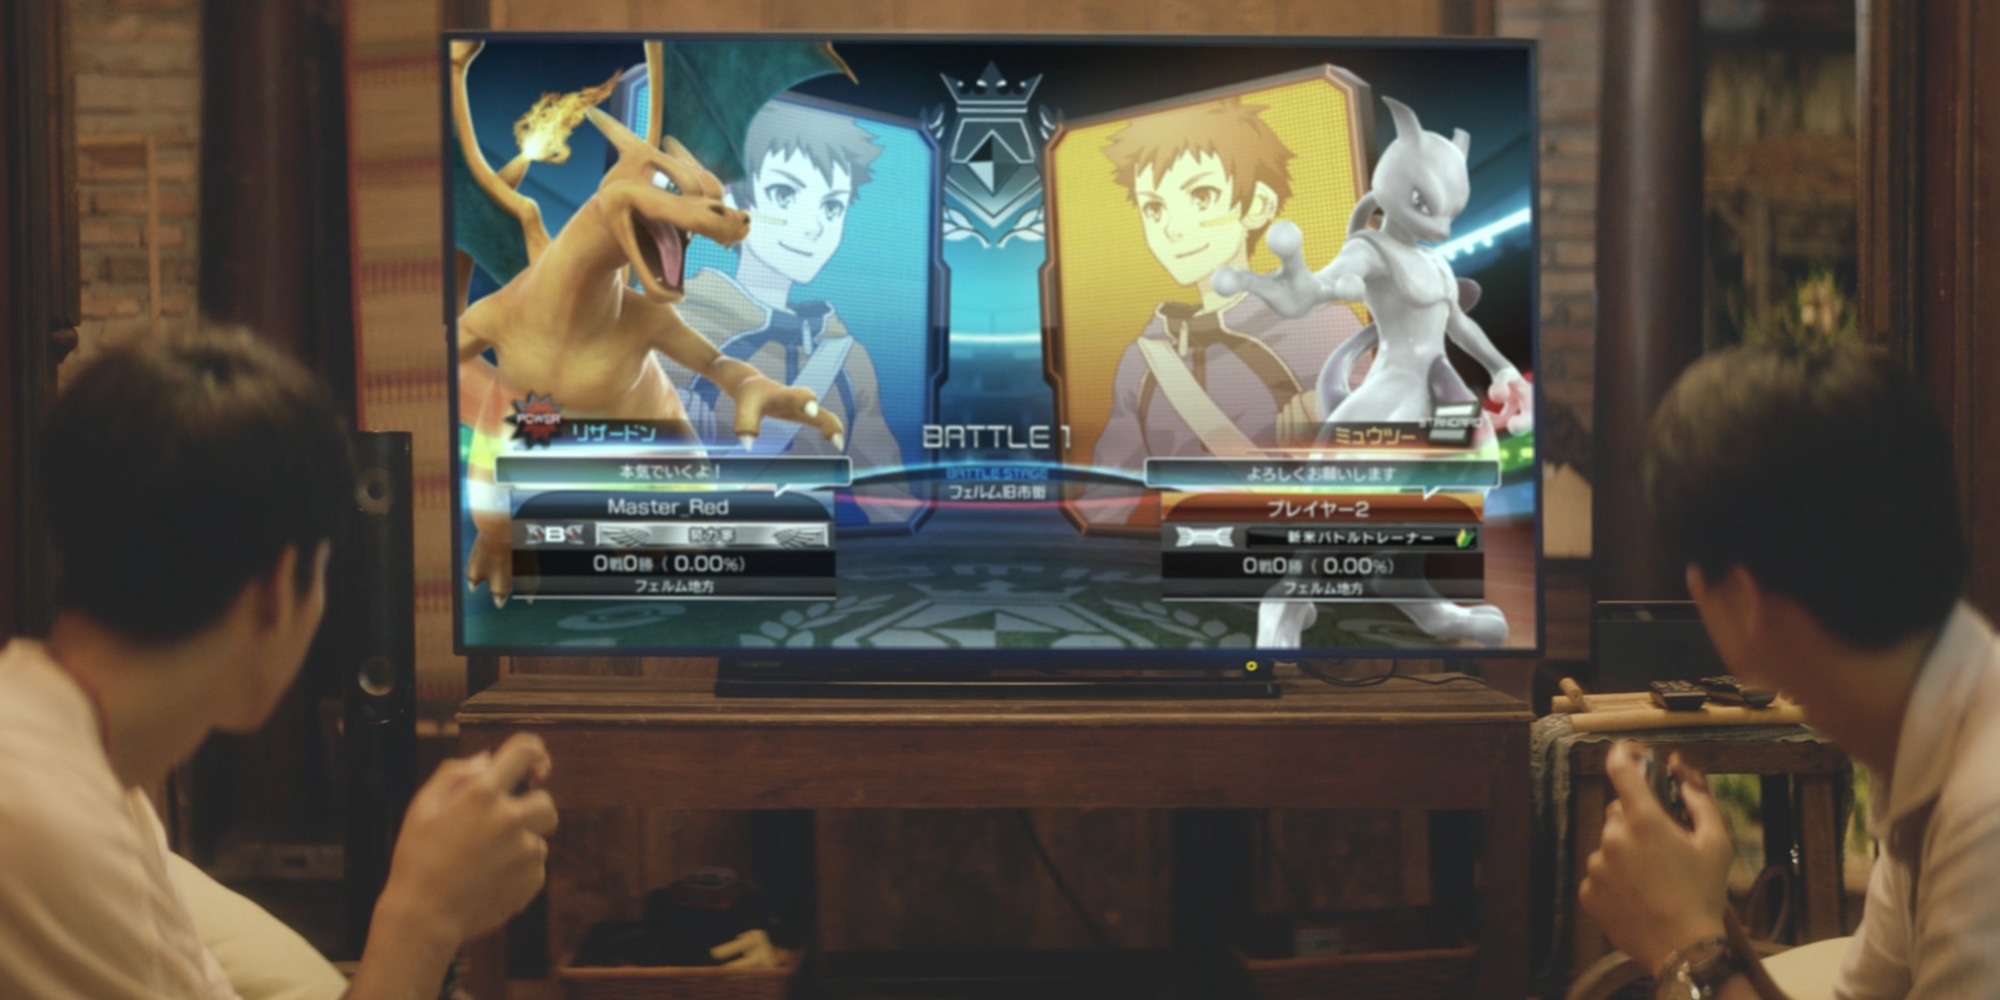 POWER
リザードン
本気でいくよ！
Master_Red
B
0戦0勝 ( 0.00%)
フェルム地方
BATTLE 1
BATTLE STAGE
フェルム旧市街
STANDARD
ミュウツー
よろしくお願いします
プレイヤー2
新米バトルトレーナー
0戦0勝 ( 0.00%)
フェルム地方